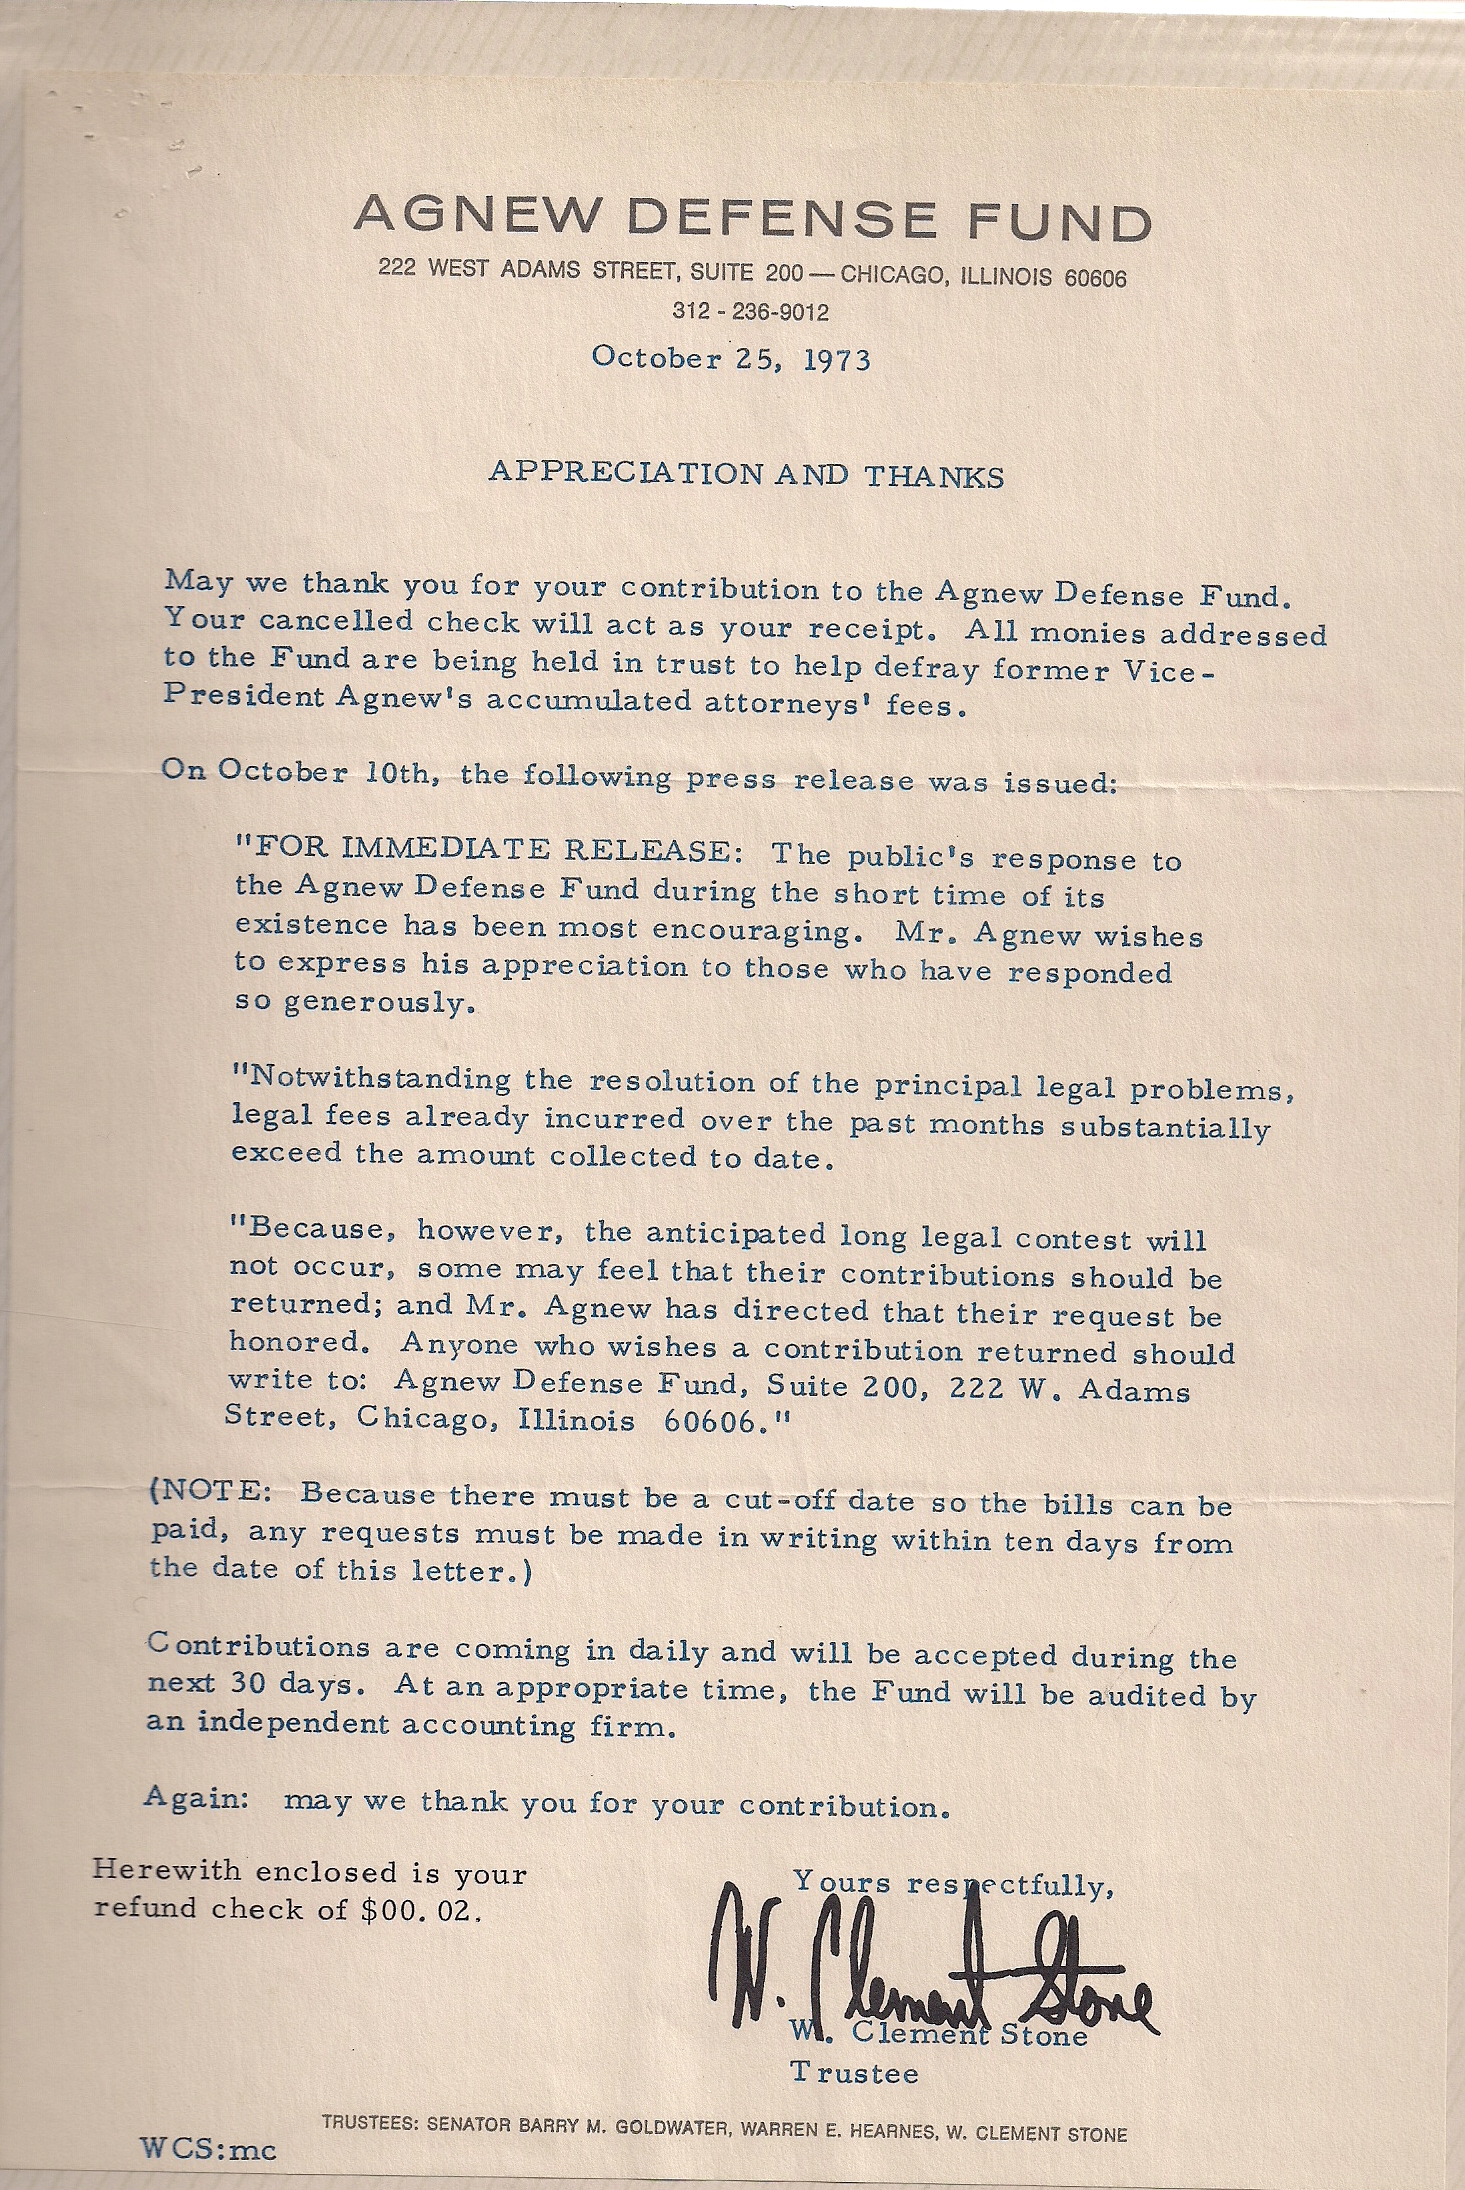 AGNEW DEFENSE FUND
222 WEST ADAMS STREET, SUITE 200 — CHICAGO, ILLINOIS 60606
312 - 236-9012
October 25, 1973
APPRECIATION AND THANKS
May we thank you for your contribution to the Agnew Defense Fund.
Your cancelled check will act as your receipt. All monies addressed
to the Fund are being held in trust to help defray former Vice-
President Agnew's accumulated attorneys' fees.
On October 10th, the following press release was issued:
"FOR IMMEDIATE RELEASE: The public's response to
the Agnew Defense Fund during the short time of its
existence has been most encouraging. Mr. Agnew wishes
to express his appreciation to those who have responded
so generously.
"Notwithstanding the resolution of the principal legal problems,
legal fees already incurred over the past months substantially
exceed the amount collected to date.
"Because, however, the anticipated long legal contest will
not occur, some may feel that their contributions should be
returned; and Mr. Agnew has directed that their request be
honored. Anyone who wishes a contribution returned should
write to: Agnew Defense Fund, Suite 200, 222 W. Adams
Street, Chicago, Illinois 60606."
(NOTE: Because there must be a cut-off date so the bills can be
paid, any requests must be made in writing within ten days from
the date of this letter.)
Contributions are coming in daily and will be accepted during the
next 30 days. At an appropriate time, the Fund will be audited by
an independent accounting firm.
Again: may we thank you for your contribution.
Herewith enclosed is your
refund check of $00.02.
Yours respectfully,
W. Clement Stone
W. Clement Stone
Trustee
TRUSTEES: SENATOR BARRY M. GOLDWATER, WARREN E. HEARNES, W. CLEMENT STONE
WCS:mc